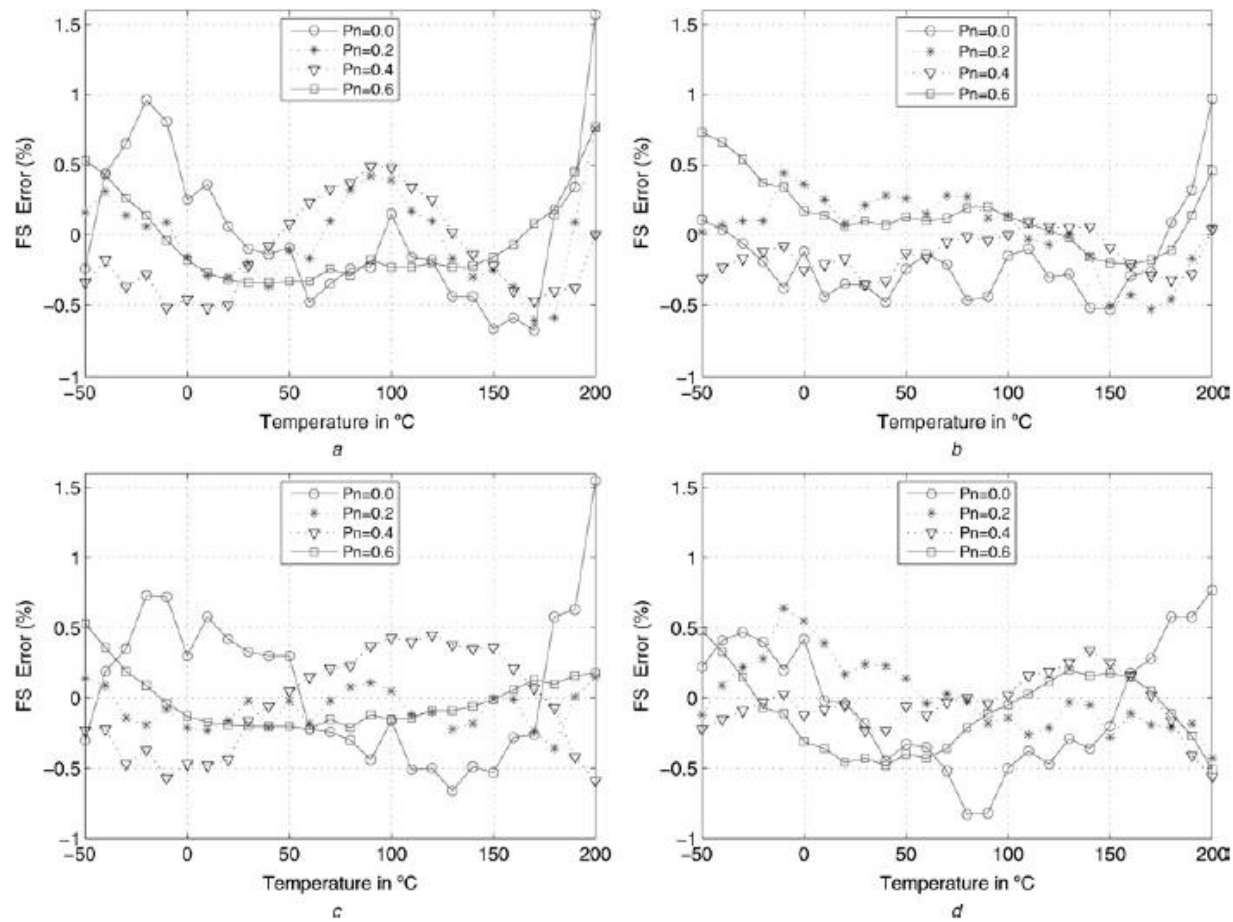 1.5
1
0.5
0
−0.5
−1
FS Error (%)
Pn=0.0
Pn=0.2
Pn=0.4
Pn=0.6
−50 0 50 100 150 200
Temperature in °C
a
1.5
1
0.5
0
−0.5
−1
FS Error (%)
Pn=0.0
Pn=0.2
Pn=0.4
Pn=0.6
−50 0 50 100 150 200
Temperature in °C
b
1.5
1
0.5
0
−0.5
−1
FS Error (%)
Pn=0.0
Pn=0.2
Pn=0.4
Pn=0.6
−50 0 50 100 150 200
Temperature in °C
c
1.5
1
0.5
0
−0.5
−1
FS Error (%)
Pn=0.0
Pn=0.2
Pn=0.4
Pn=0.6
−50 0 50 100 150 200
Temperature in °C
d